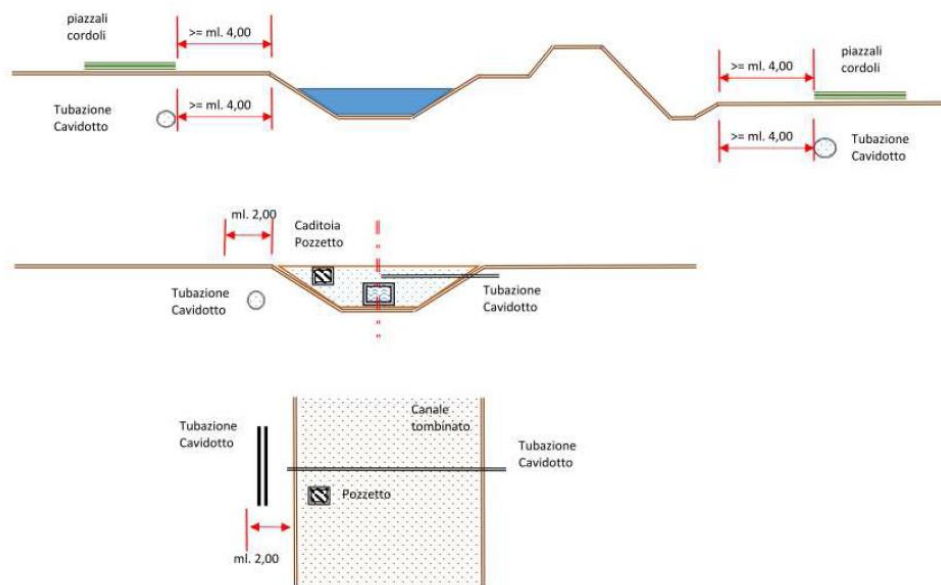 piazzali
cordoli
>= ml. 4,00
>= ml. 4,00
piazzali
cordoli
>= ml. 4,00
Tubazione
Cavidotto
>= ml. 4,00
Tubazione
Cavidotto
ml. 2,00
Caditoia
Pozzetto
Tubazione
Cavidotto
Tubazione
Cavidotto
Canale
tombinato
Tubazione
Cavidotto
Tubazione
Cavidotto
Pozzetto
ml. 2,00